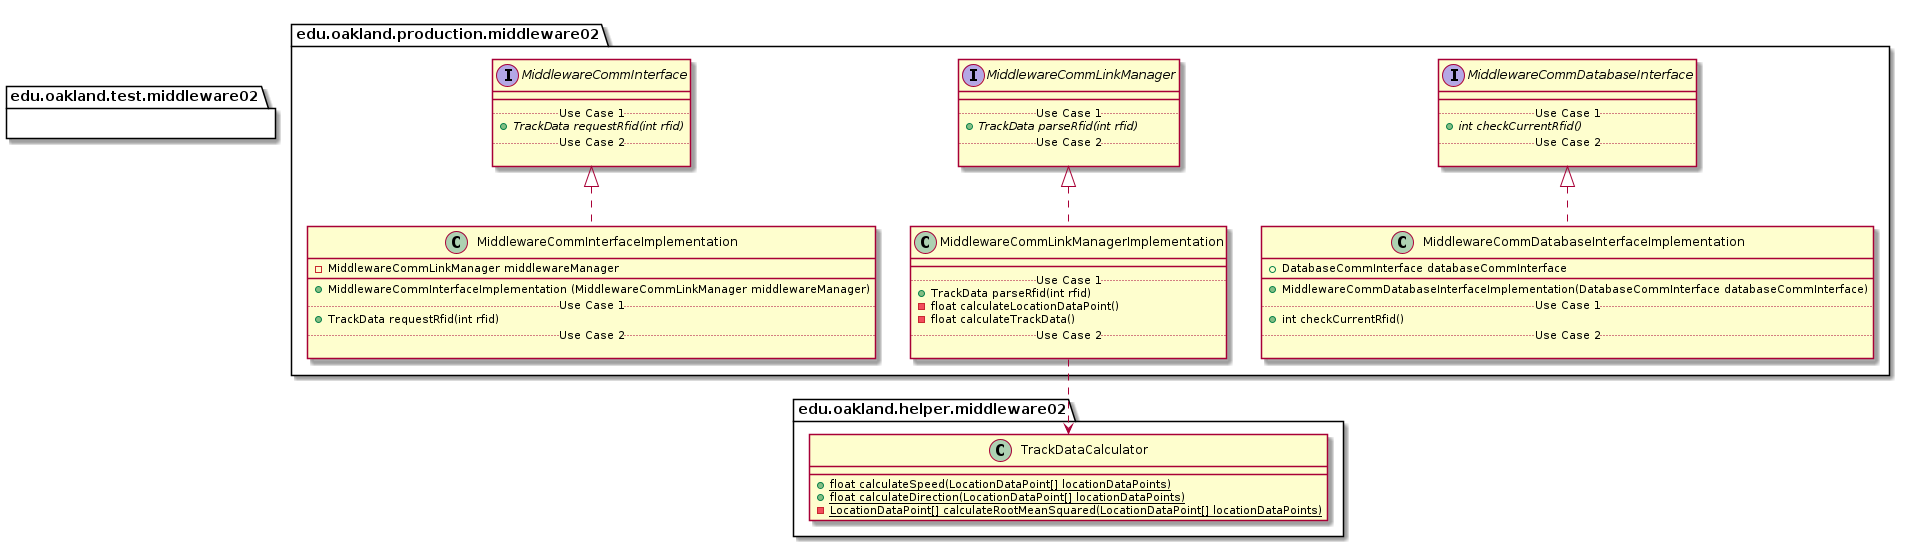 edu.oakland.test.middleware02
edu.oakland.production.middleware02
I MiddlewareCommInterface
Use Case 1
TrackData requestRfid(int rfid)
Use Case 2
I MiddlewareCommLinkManager
Use Case 1
TrackData parseRfid(int rfid)
Use Case 2
I MiddlewareCommDatabaseInterface
Use Case 1
int checkCurrentRfid()
Use Case 2
C MiddlewareCommInterfaceImplementation
MiddlewareCommLinkManager middlewareManager
MiddlewareCommInterfaceImplementation (MiddlewareCommLinkManager middlewareManager)
Use Case 1
TrackData requestRfid(int rfid)
Use Case 2
C MiddlewareCommLinkManagerImplementation
Use Case 1
TrackData parseRfid(int rfid)
float calculateLocationDataPoint()
float calculateTrackData()
Use Case 2
C MiddlewareCommDatabaseInterfaceImplementation
DatabaseCommInterface databaseCommInterface
MiddlewareCommDatabaseInterfaceImplementation(DatabaseCommInterface databaseCommInterface)
Use Case 1
int checkCurrentRfid()
Use Case 2
edu.oakland.helper.middleware02
C TrackDataCalculator
float calculateSpeed(LocationDataPoint[] locationDataPoints)
float calculateDirection(LocationDataPoint[] locationDataPoints)
LocationDataPoint[] calculateRootMeanSquared(LocationDataPoint[] locationDataPoints)